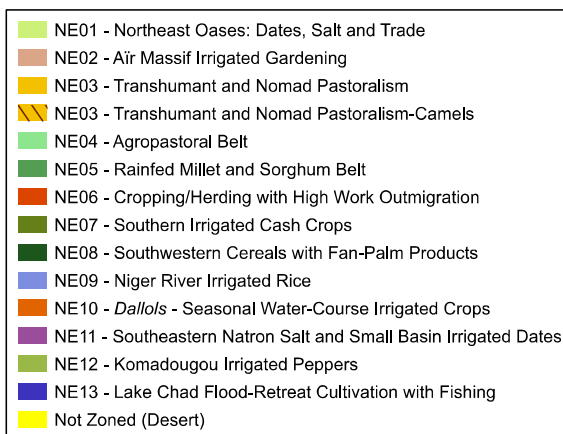 NE01 - Northeast Oases: Dates, Salt and Trade
NE02 - Aïr Massif Irrigated Gardening
NE03 - Transhumant and Nomad Pastoralism
NE03 - Transhumant and Nomad Pastoralism-Camels
NE04 - Agropastoral Belt
NE05 - Rainfed Millet and Sorghum Belt
NE06 - Cropping/Herding with High Work Outmigration
NE07 - Southern Irrigated Cash Crops
NE08 - Southwestern Cereals with Fan-Palm Products
NE09 - Niger River Irrigated Rice
NE10 - Dallols - Seasonal Water-Course Irrigated Crops
NE11 - Southeastern Natron Salt and Small Basin Irrigated Dates
NE12 - Komadougou Irrigated Peppers
NE13 - Lake Chad Flood-Retreat Cultivation with Fishing
Not Zoned (Desert)